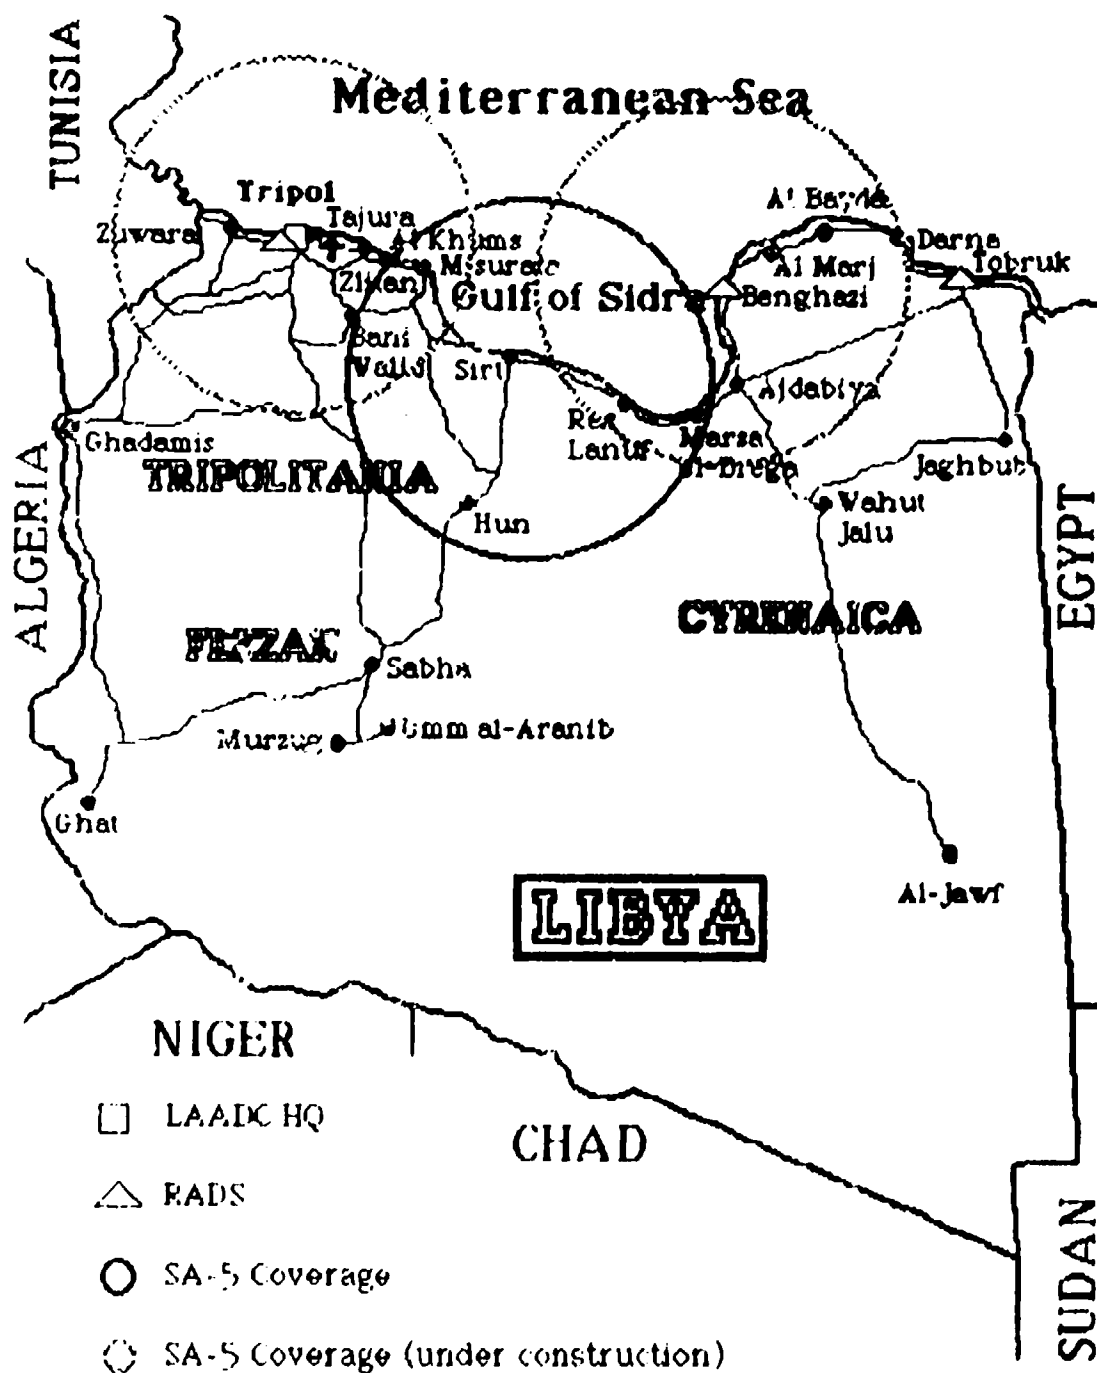 TUNISIA
Mediterranean Sea
Tripol
Zuwara
Tajura
Al Khums
Misurata
Zliten
Gulf of Sidra
Al Bayda
Darna
Tobruk
Al Marj
Benghazi
Bani
Walid
Sirt
Ajdabiya
Ras
Lanuf
Marsa
al-Brega
Ghadamis
Jaghbub
TRIPOLITANIA
Hun
Wahut
Jalu
ALGERIA
EGYPT
CYRENAICA
FEZZAN
Sabha
Murzuq
Umm al-Aranib
Ghat
Al-Jawf
LIBYA
NIGER
CHAD
SUDAN
LAADC HQ
RADS
SA-5 Coverage
SA-5 Coverage (under construction)